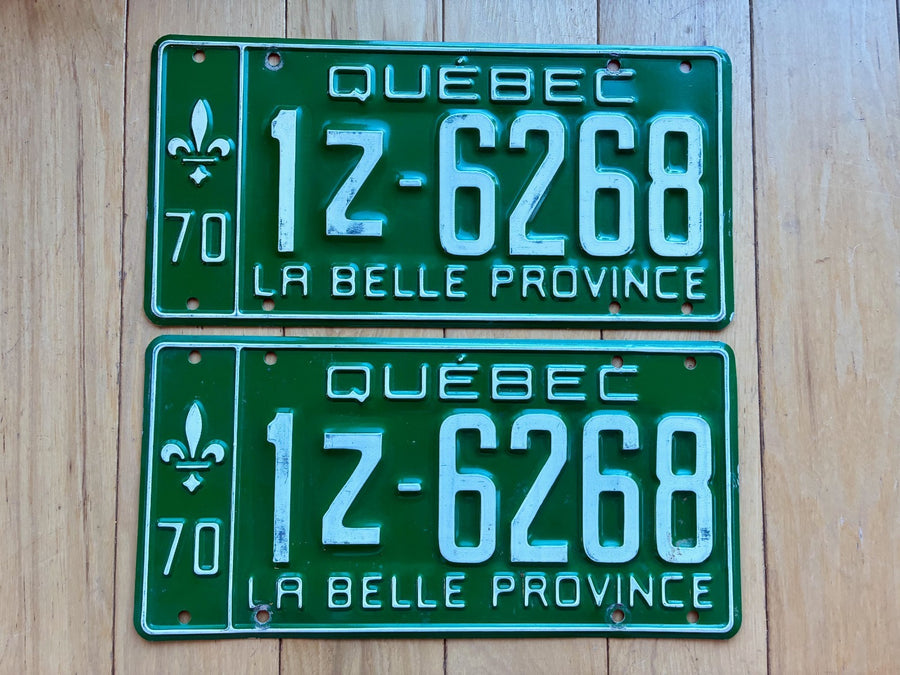 QUÉBEC
70 1Z-6268
LA BELLE PROVINCE
QUÉBEC
70 1Z-6268
LA BELLE PROVINCE